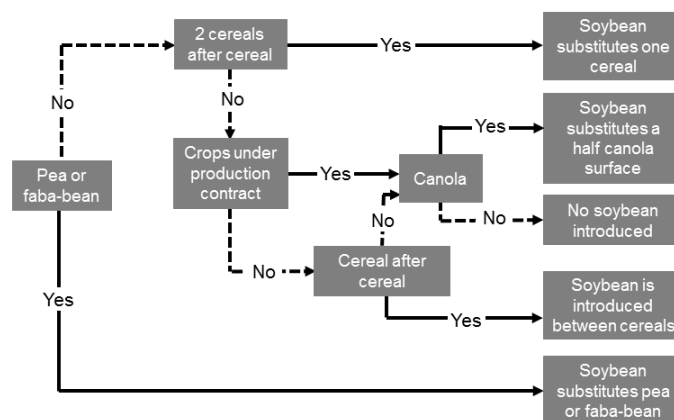 2 cereals
after cereal
Yes
Soybean
substitutes one
cereal
No
No
Pea or
faba-bean
Crops under
production
contract
Yes
Canola
Yes
Soybean
substitutes a
half canola
surface
No
No soybean
introduced
No
No
Cereal after
cereal
Yes
Soybean is
introduced
between cereals
Yes
Soybean
substitutes pea
or faba-bean